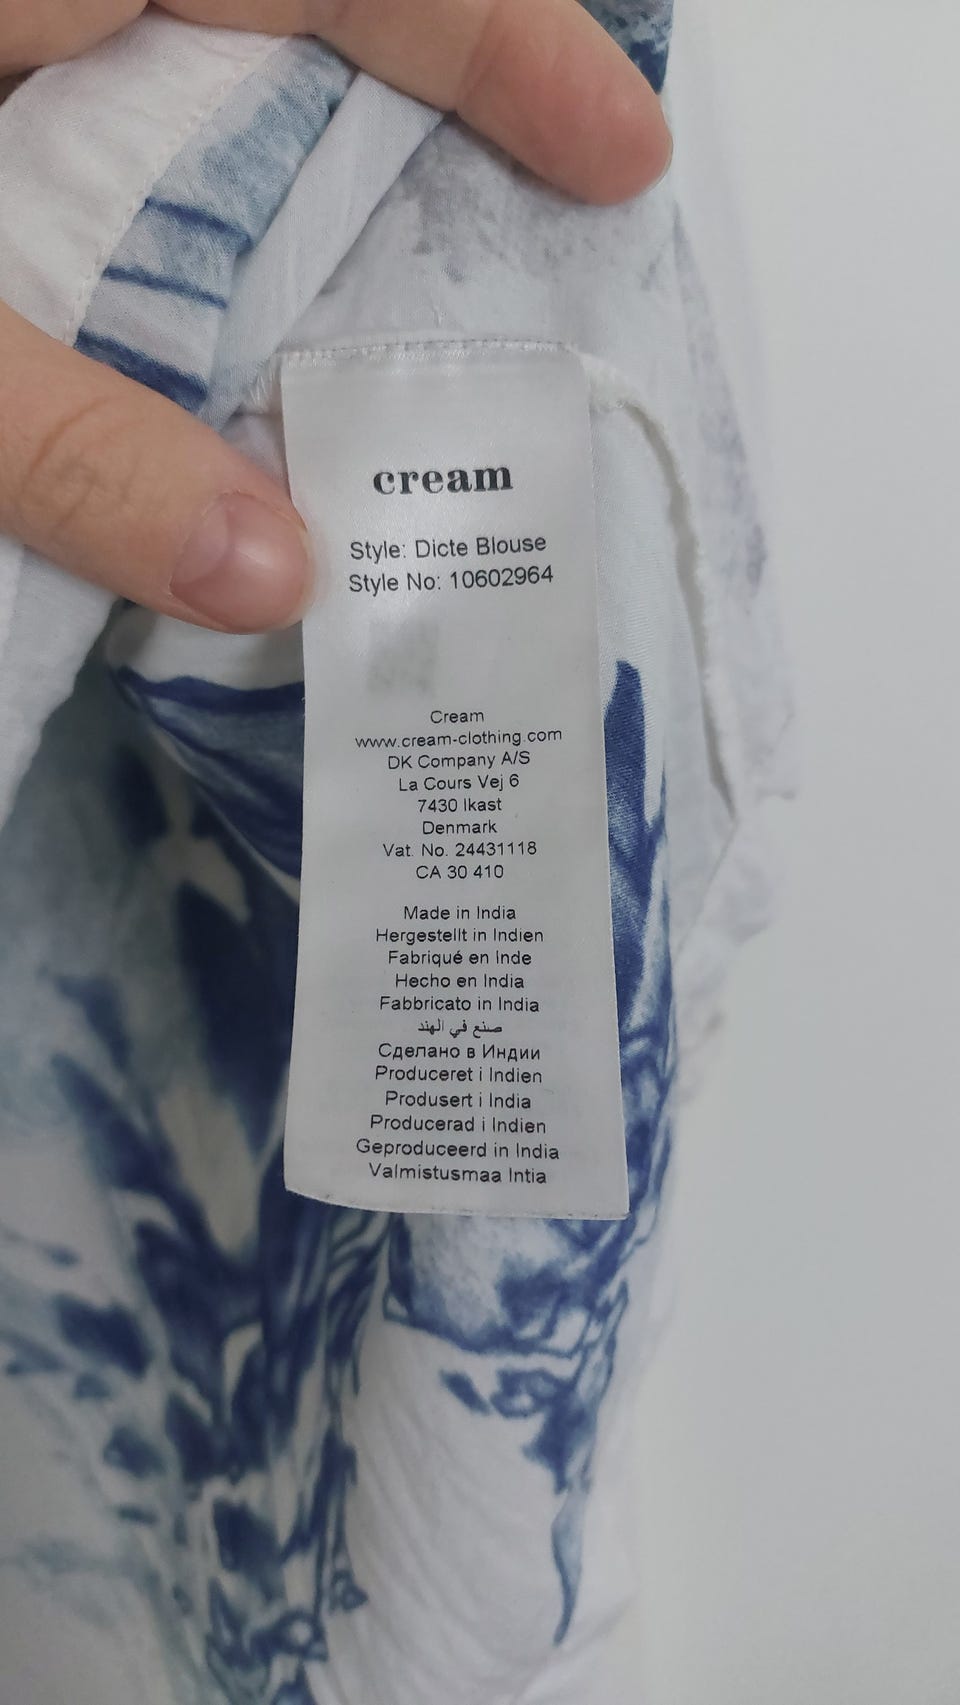 cream
Style: Dicte Blouse
Style No: 10602964
Cream
www.cream-clothing.com
DK Company A/S
La Cours Vej 6
7430 Ikast
Denmark
Vat. No. 24431118
CA 30 410
Made in India
Hergestellt in Indien
Fabriqué en Inde
Hecho en India
Fabbricato in India
صنع في الهند
Сделано в Индии
Produceret i Indien
Produsert i India
Producerad i Indien
Geproduceerd in India
Valmistusmaa Intia